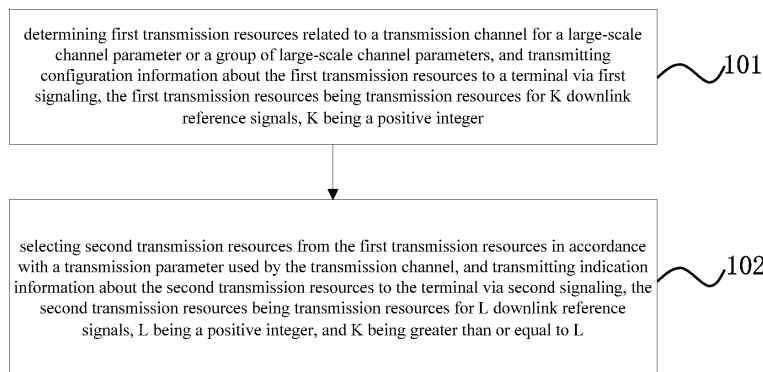 determining first transmission resources related to a transmission channel for a large-scale
channel parameter or a group of large-scale channel parameters, and transmitting
configuration information about the first transmission resources to a terminal via first
signaling, the first transmission resources being transmission resources for K downlink
reference signals, K being a positive integer
101
selecting second transmission resources from the first transmission resources in accordance
with a transmission parameter used by the transmission channel, and transmitting indication
information about the second transmission resources to the terminal via second signaling, the
second transmission resources being transmission resources for L downlink reference
signals, L being a positive integer, and K being greater than or equal to L
102